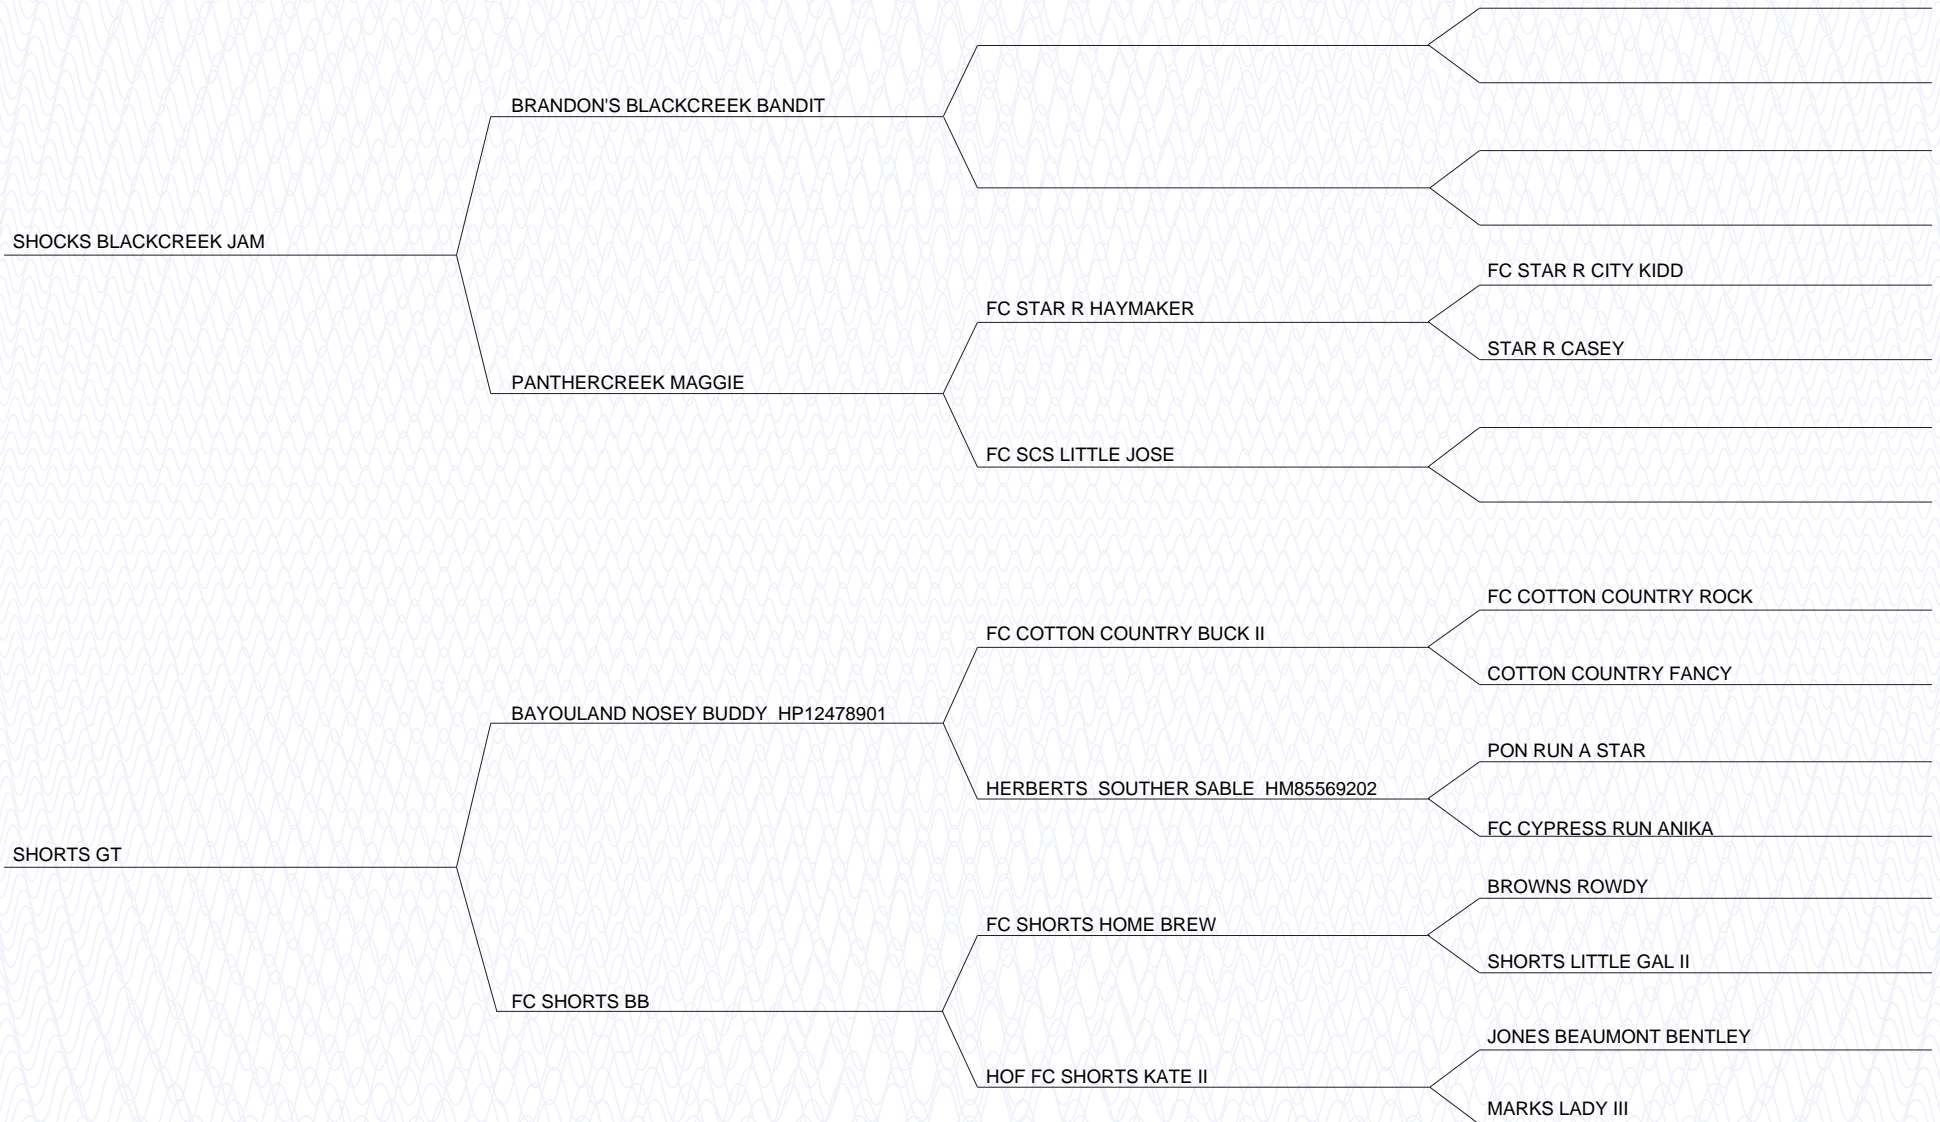 BRANDON'S BLACKCREEK BANDIT
SHOCKS BLACKCREEK JAM
FC STAR R CITY KIDD
FC STAR R HAYMAKER
STAR R CASEY
PANTHERCREEK MAGGIE
FC SCS LITTLE JOSE
FC COTTON COUNTRY ROCK
FC COTTON COUNTRY BUCK II
COTTON COUNTRY FANCY
BAYOULAND NOSEY BUDDY  HP12478901
PON RUN A STAR
HERBERTS  SOUTHER SABLE  HM85569202
FC CYPRESS RUN ANIKA
SHORTS GT
BROWNS ROWDY
FC SHORTS HOME BREW
SHORTS LITTLE GAL II
FC SHORTS BB
JONES BEAUMONT BENTLEY
HOF FC SHORTS KATE II
MARKS LADY III